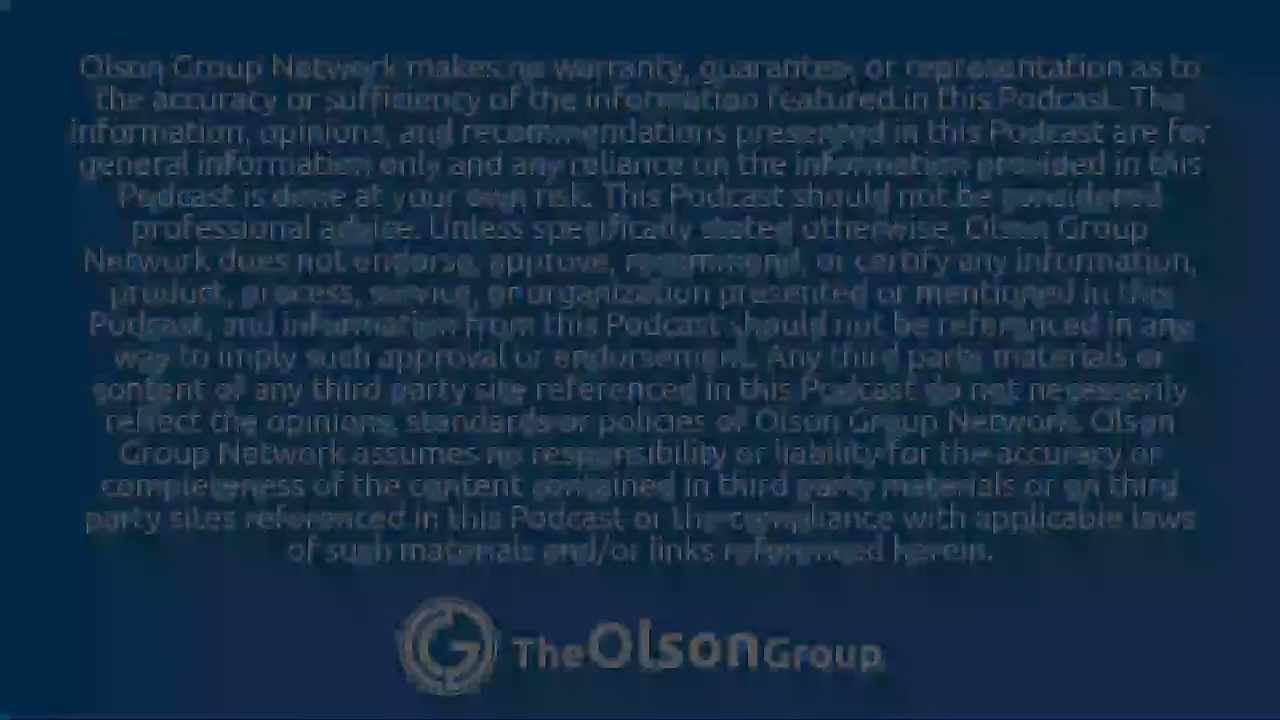 Olson Group Network makes no warranty, guarantee, or representation as to
the accuracy or sufficiency of the information featured in this Podcast. The
information, opinions, and recommendations presented in this Podcast are for
general information only and any reliance on the information provided in this
Podcast is done at your own risk. This Podcast should not be considered
professional advice. Unless specifically stated otherwise, Olson Group
Network does not endorse, approve, recommend, or certify any information,
product, process, service, or organization presented or mentioned in this
Podcast, and information from this Podcast should not be referenced in any
way to imply such approval or endorsement. Any third party materials or
content of any third party site referenced in this Podcast do not necessarily
reflect the opinions, standards or policies of Olson Group Network. Olson
Group Network assumes no responsibility or liability for the accuracy or
completeness of the content contained in third party materials or on third
party sites referenced in this Podcast or the compliance with applicable laws
of such materials and/or links referenced herein.
TheOlsonGroup